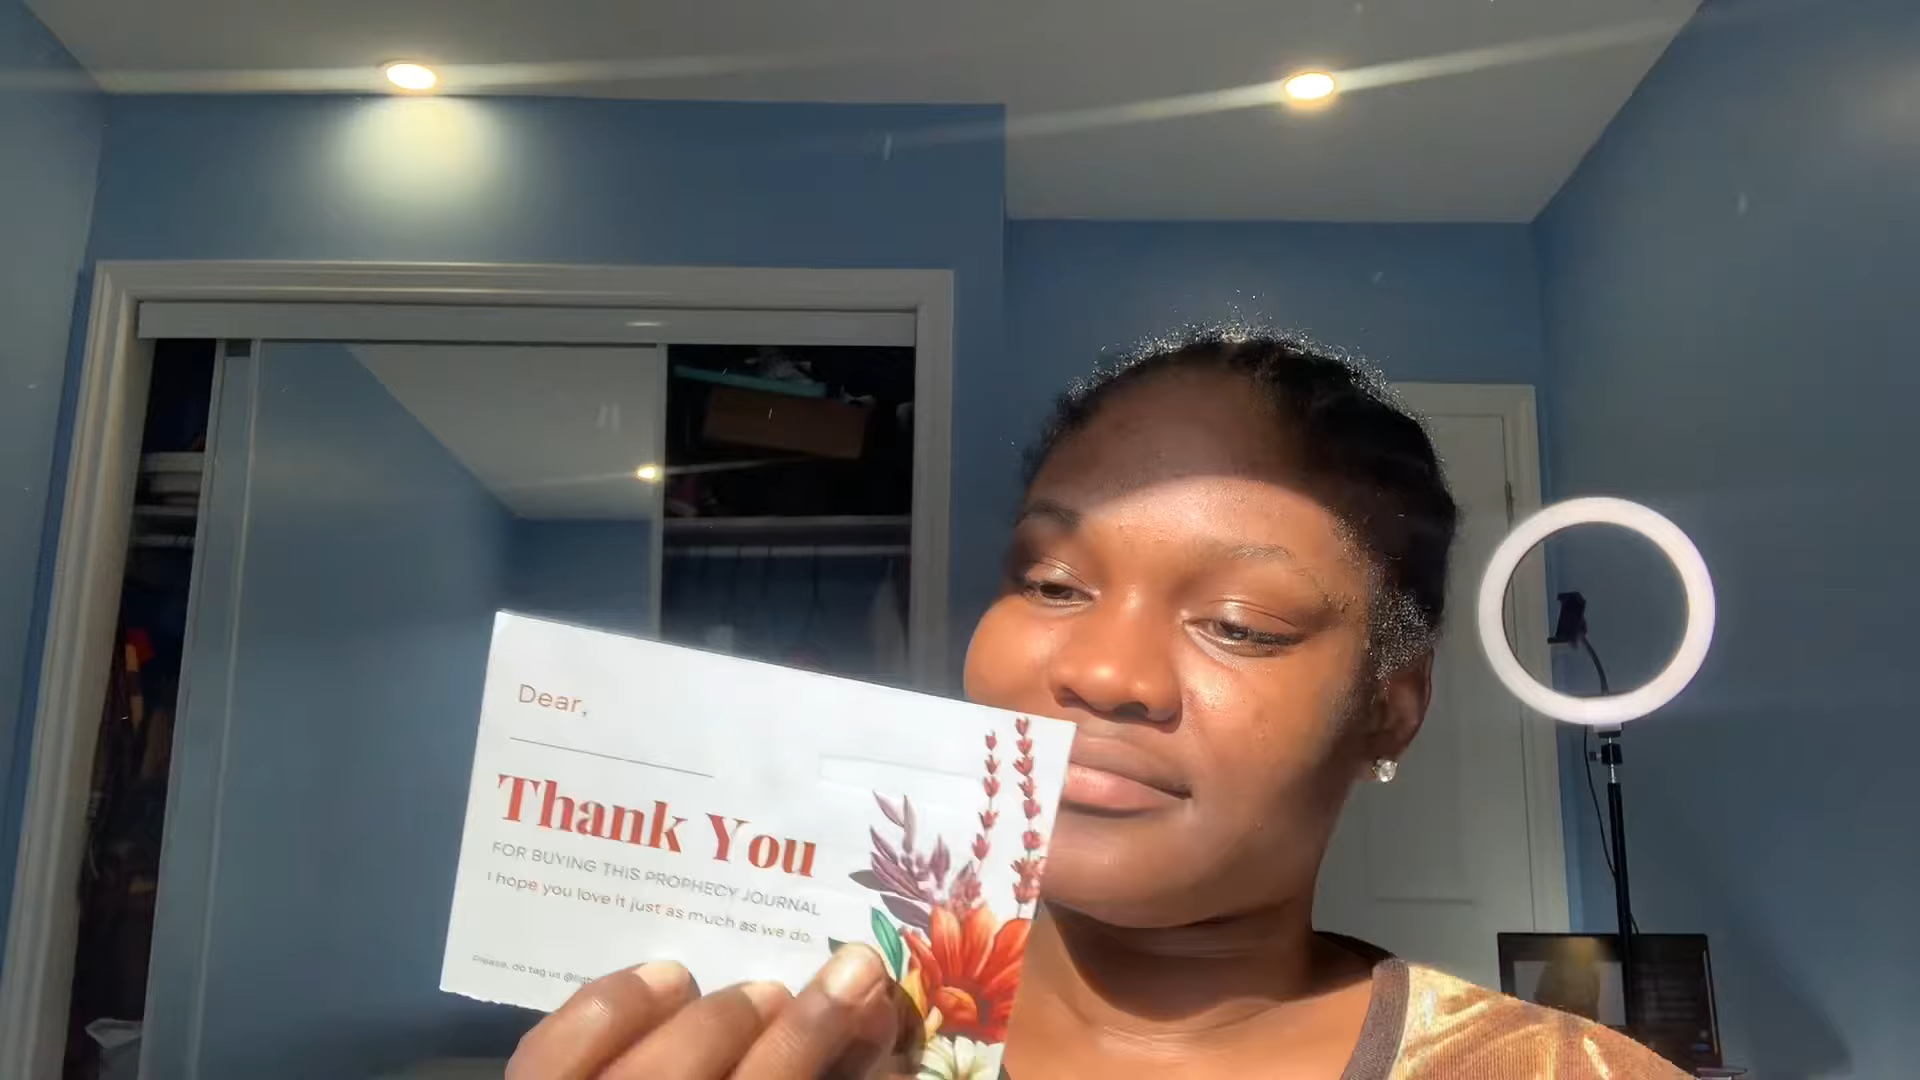 Dear,
Thank You
FOR BUYING THIS PROPHECY JOURNAL
I hope you love it just as much as we do.
Please, do tag us